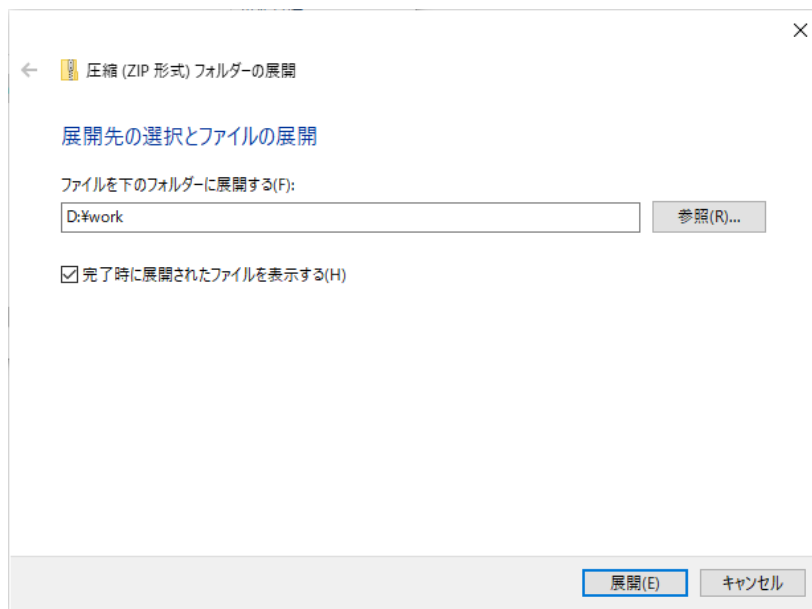 圧縮 (ZIP 形式) フォルダーの展開
展開先の選択とファイルの展開
ファイルを下のフォルダーに展開する(F):
D:¥work
参照(R)...
完了時に展開されたファイルを表示する(H)
展開(E)
キャンセル